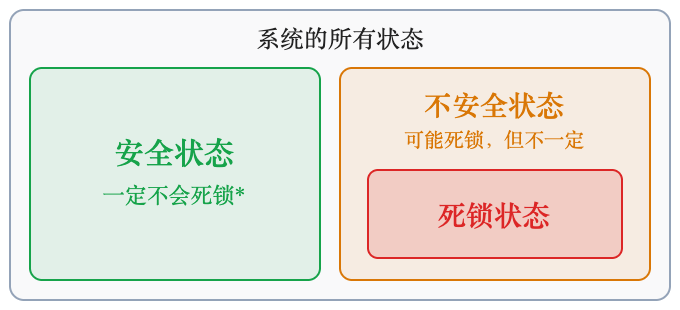 系统的所有状态
安全状态
一定不会死锁*
不安全状态
可能死锁，但不一定
死锁状态